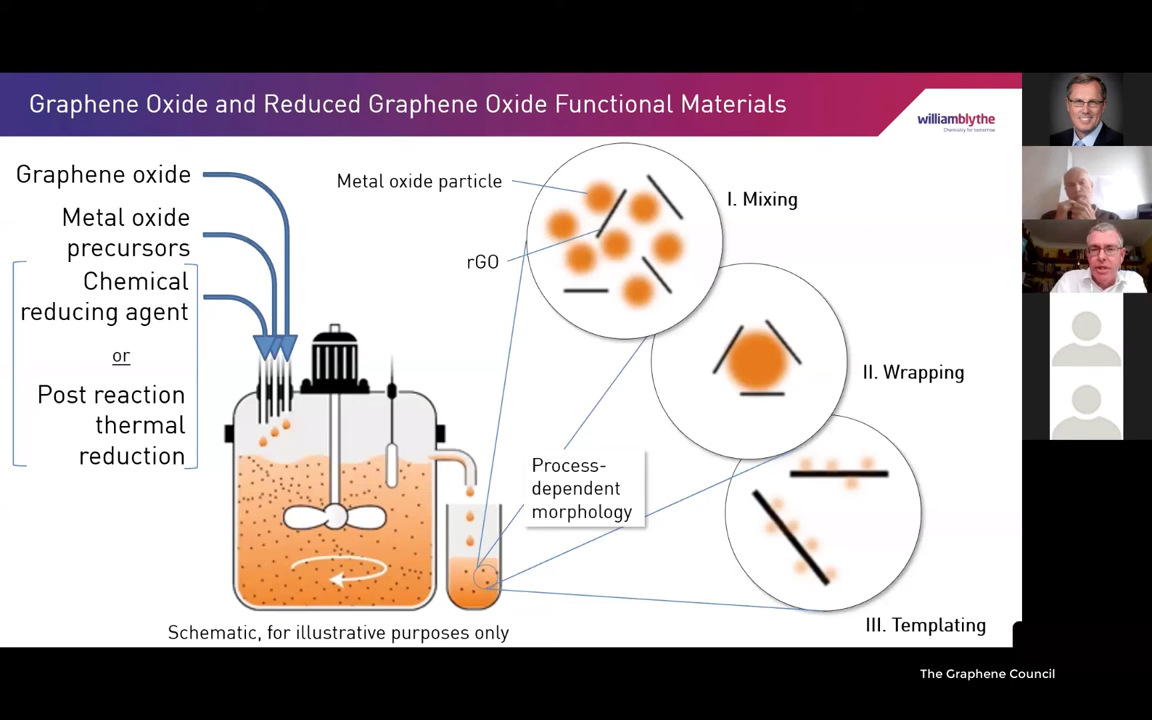 Graphene Oxide and Reduced Graphene Oxide Functional Materials
williamblythe
Chemistry for tomorrow
Graphene oxide
Metal oxide
precursors
Chemical
reducing agent
or
Post reaction
thermal
reduction
Metal oxide particle
rGO
I. Mixing
II. Wrapping
Process-
dependent
morphology
III. Templating
Schematic, for illustrative purposes only
The Graphene Council